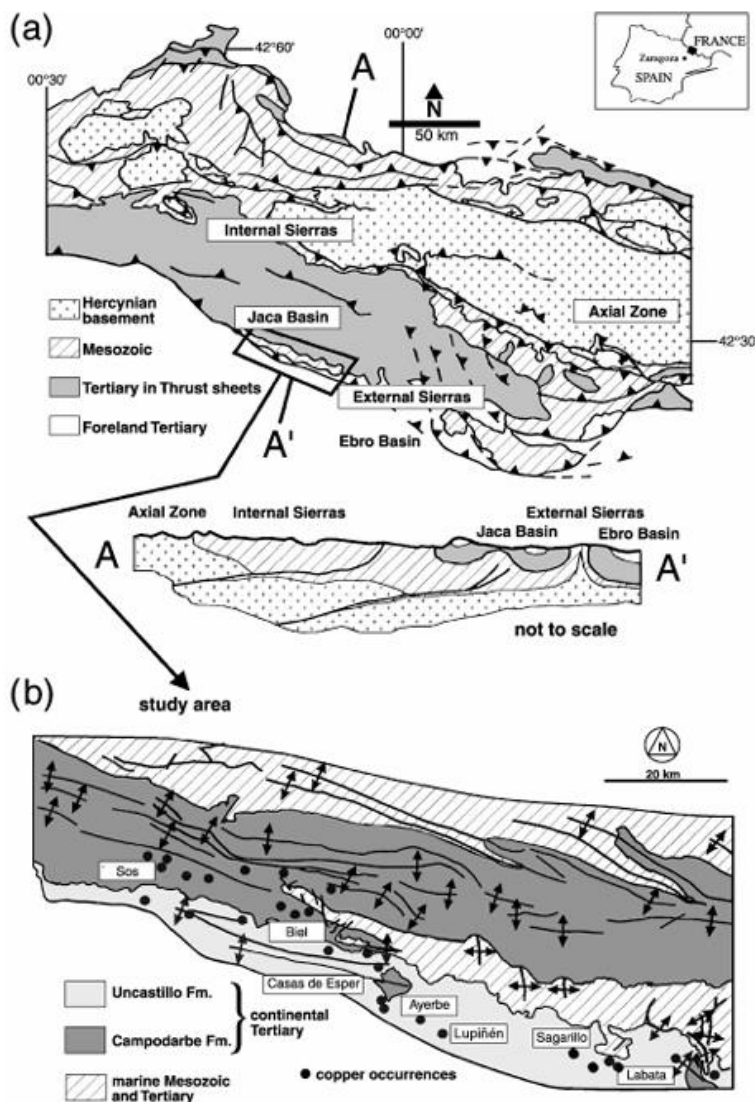 (a)
42°60'
00°00'
00°30'
A
N
50 km
FRANCE
Zaragoza
SPAIN
Internal Sierras
Axial Zone
Hercynian
basement
Mesozoic
Tertiary in Thrust sheets
Foreland Tertiary
Jaca Basin
42°30'
External Sierras
A'
Ebro Basin
Axial Zone
Internal Sierras
External Sierras
Jaca Basin
Ebro Basin
A
A'
not to scale
(b)
study area
N
20 km
Sos
Biel
Casas de Esper
Ayerbe
Lupiñén
Sagarillo
Labata
Uncastillo Fm.
Campodarbe Fm.
continental
Tertiary
marine Mesozoic
and Tertiary
copper occurrences